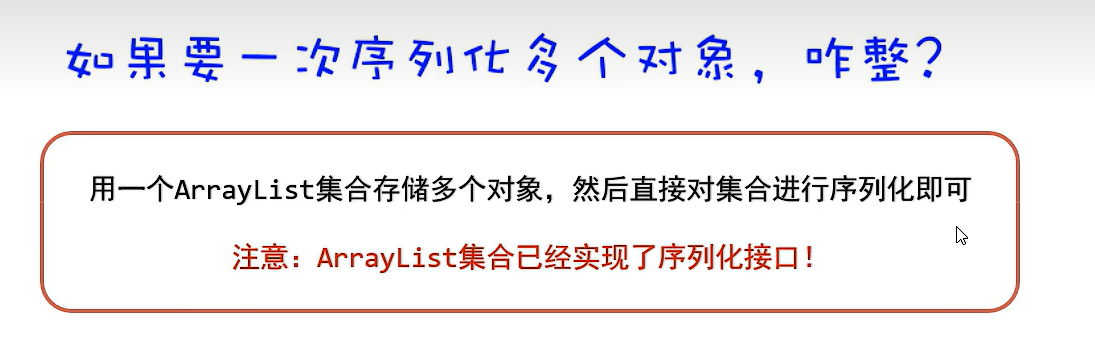 如果要一次序列化多个对象，咋整？
用一个ArrayList集合存储多个对象，然后直接对集合进行序列化即可
注意：ArrayList集合已经实现了序列化接口！